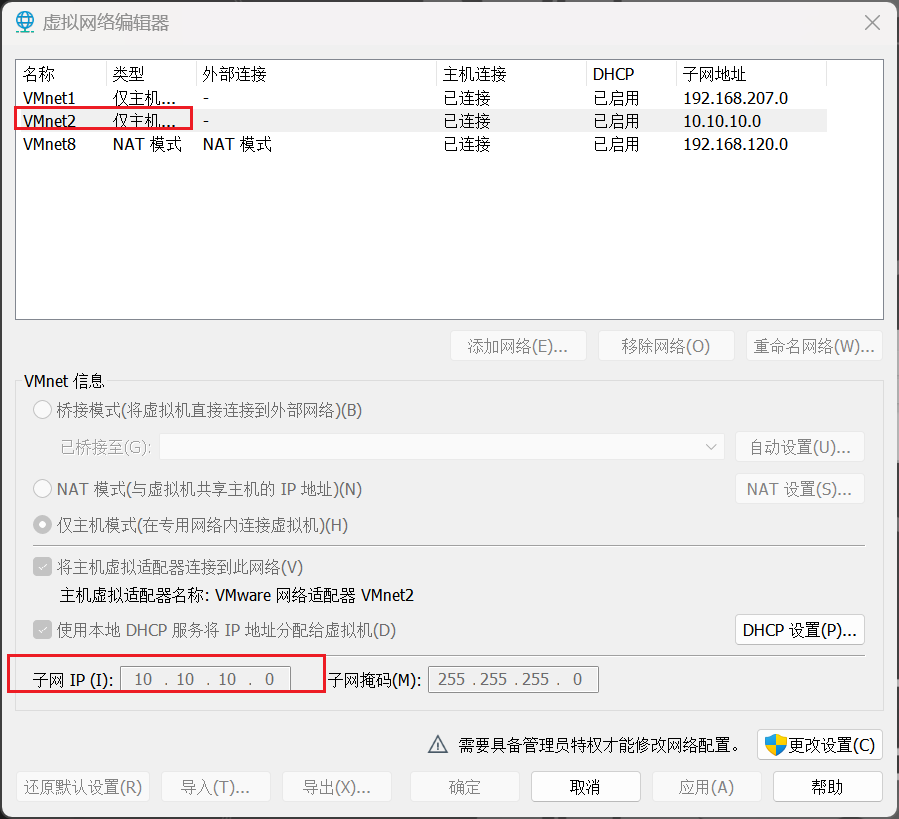 虚拟网络编辑器
名称 类型 外部连接 主机连接 DHCP 子网地址
VMnet1 仅主机... - 已连接 已启用 192.168.207.0
VMnet2 仅主机... - 已连接 已启用 10.10.10.0
VMnet8 NAT 模式 NAT 模式 已连接 已启用 192.168.120.0
添加网络(E)... 移除网络(O) 重命名网络(W)...
VMnet 信息
桥接模式(将虚拟机直接连接到外部网络)(B)
已桥接至(G): 自动设置(U)...
NAT 模式(与虚拟机共享主机的 IP 地址)(N) NAT 设置(S)...
仅主机模式(在专用网络内连接虚拟机)(H)
将主机虚拟适配器连接到此网络(V)
主机虚拟适配器名称: VMware 网络适配器 VMnet2
使用本地 DHCP 服务将 IP 地址分配给虚拟机(D) DHCP 设置(P)...
子网 IP (I): 10 . 10 . 10 . 0 子网掩码(M): 255 . 255 . 255 . 0
需要具备管理员特权才能修改网络配置。 更改设置(C)
还原默认设置(R) 导入(T)... 导出(X)... 确定 取消 应用(A) 帮助